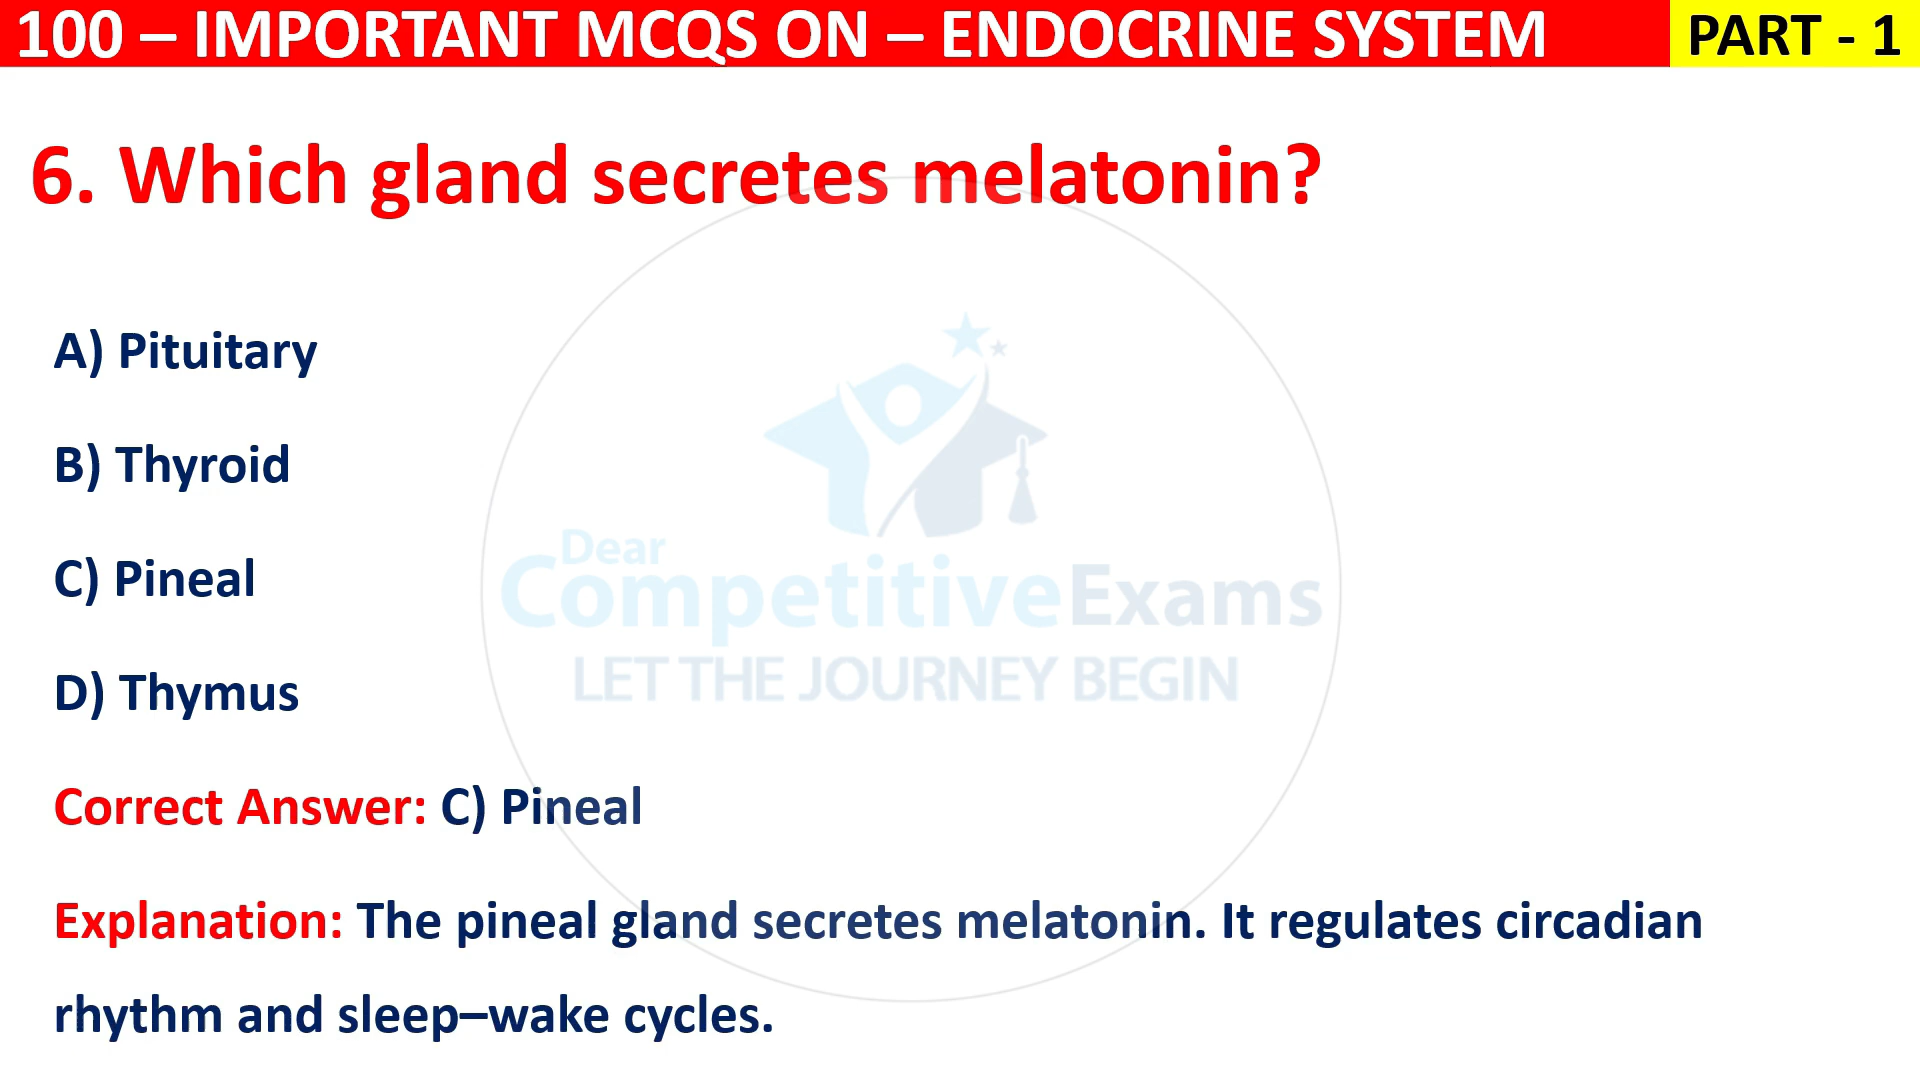 100 – IMPORTANT MCQS ON – ENDOCRINE SYSTEM
PART - 1
6. Which gland secretes melatonin?
A) Pituitary
B) Thyroid
C) Pineal
D) Thymus
Dear
CompetitiveExams
LET THE JOURNEY BEGIN
Correct Answer: C) Pineal
Explanation: The pineal gland secretes melatonin. It regulates circadian
rhythm and sleep–wake cycles.